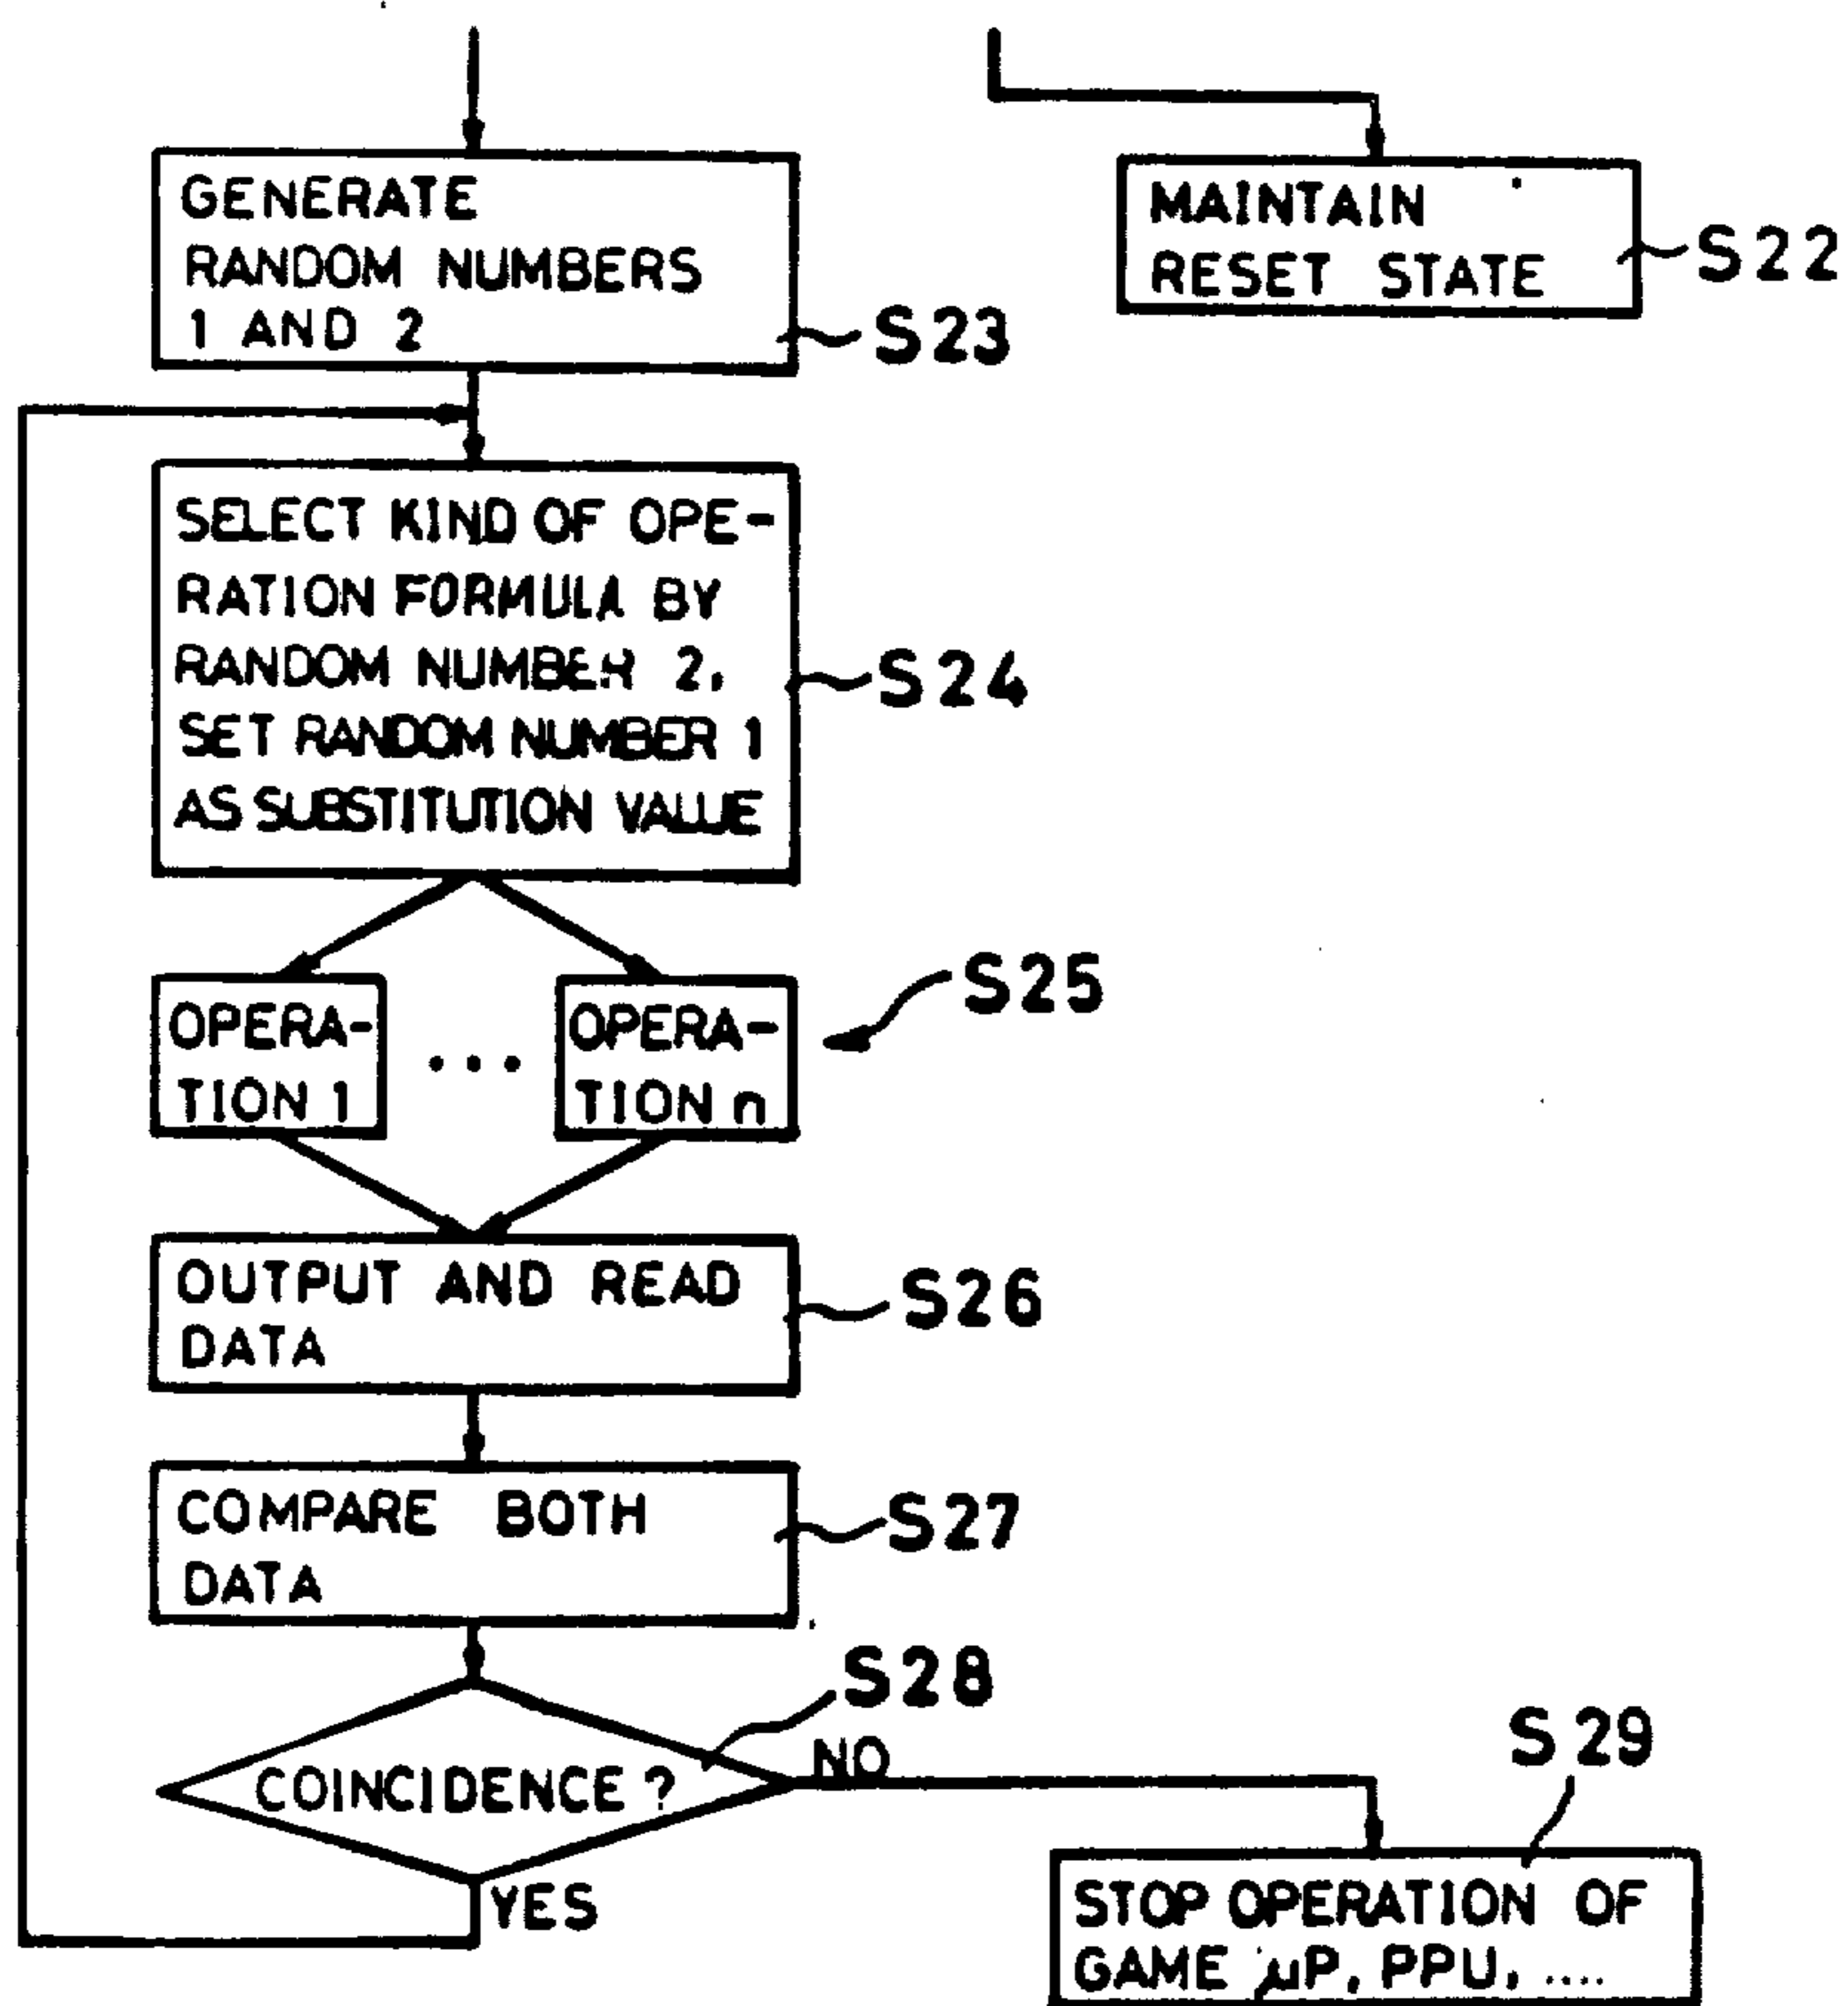 GENERATE
RANDOM NUMBERS
1 AND 2
S23
MAINTAIN
RESET STATE
S22
SELECT KIND OF OPE-
RATION FORMULA BY
RANDOM NUMBER 2,
SET RANDOM NUMBER 1
AS SUBSTITUTION VALUE
S24
OPERA-
TION 1
...
OPERA-
TION n
S25
OUTPUT AND READ
DATA
S26
COMPARE BOTH
DATA
S27
COINCIDENCE ?
S28
NO
YES
S29
STOP OPERATION OF
GAME μP, PPU, ....